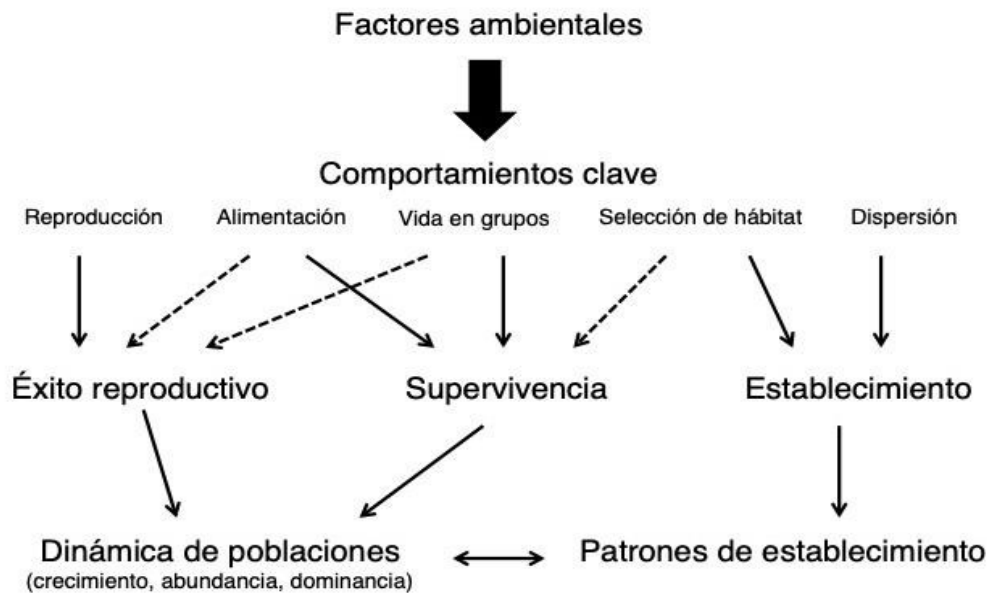 Factores ambientales
Comportamientos clave
Reproducción Alimentación Vida en grupos Selección de hábitat Dispersión
Éxito reproductivo Supervivencia Establecimiento
Dinámica de poblaciones Patrones de establecimiento
(crecimiento, abundancia, dominancia)